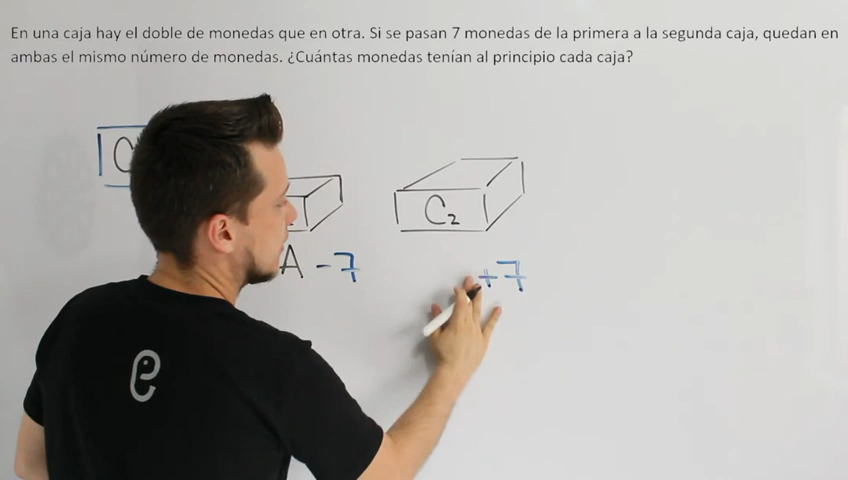 En una caja hay el doble de monedas que en otra. Si se pasan 7 monedas de la primera a la segunda caja, quedan en
ambas el mismo número de monedas. ¿Cuántas monedas tenían al principio cada caja?
C
C₂
A -7
+7
e